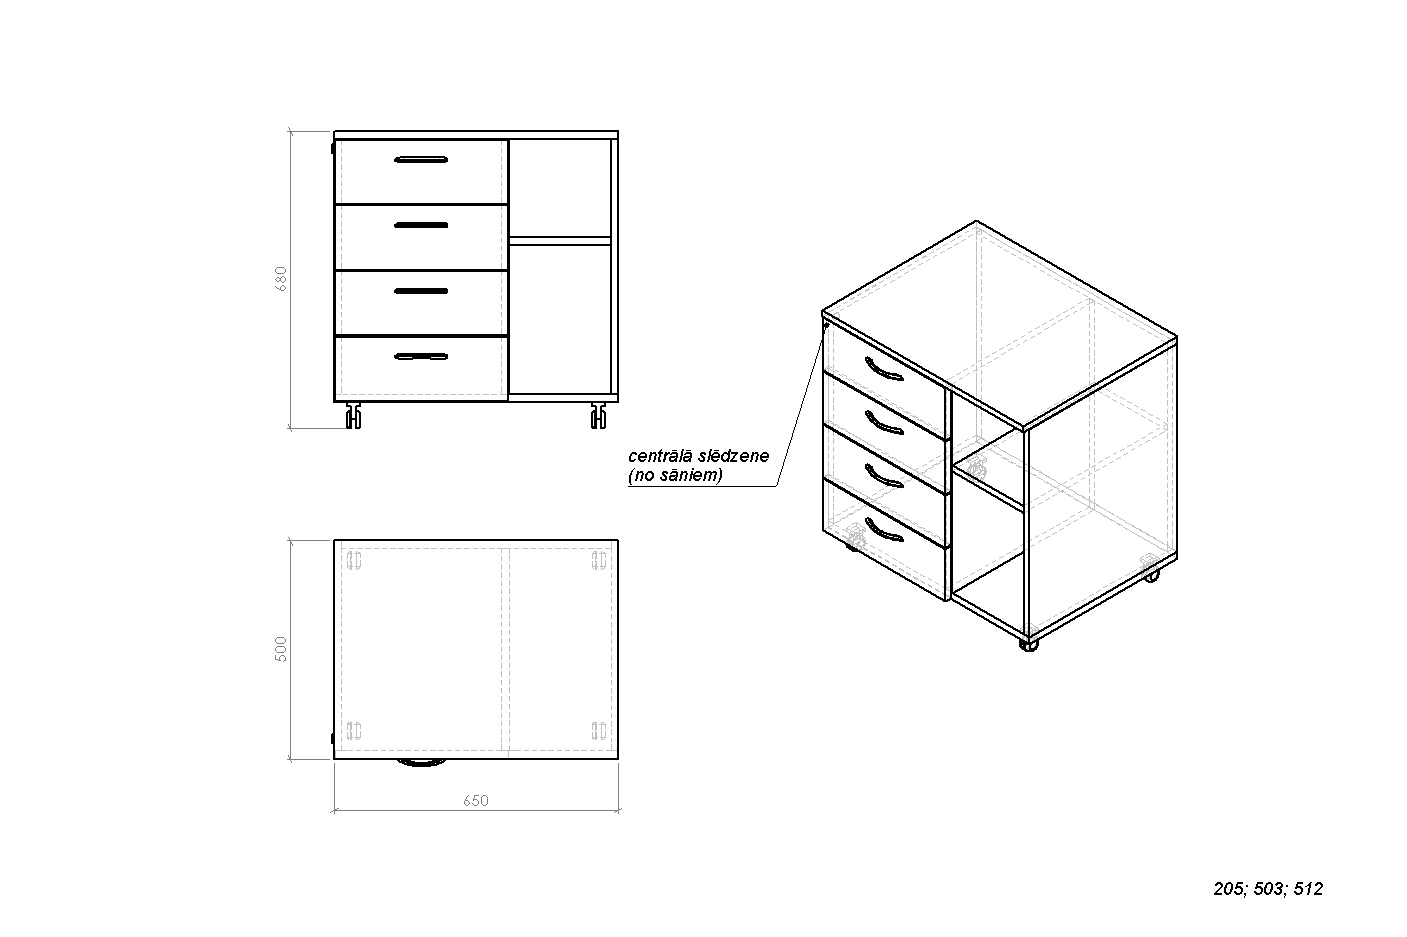 680
centrālā slēdzene
(no sāniem)
500
650
205; 503; 512